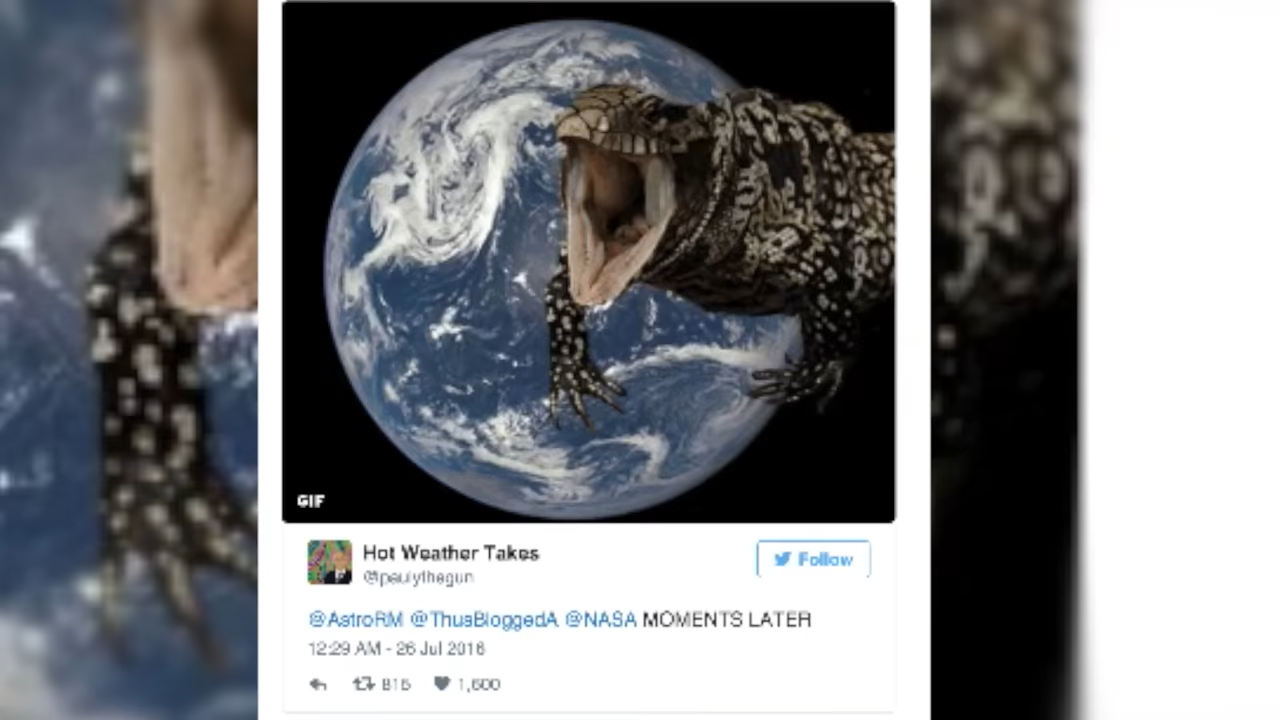 GIF
Hot Weather Takes
@paulythegun
Follow
@AstroRM @ThusBloggedA @NASA MOMENTS LATER
12:29 AM - 26 Jul 2016
815 1,600